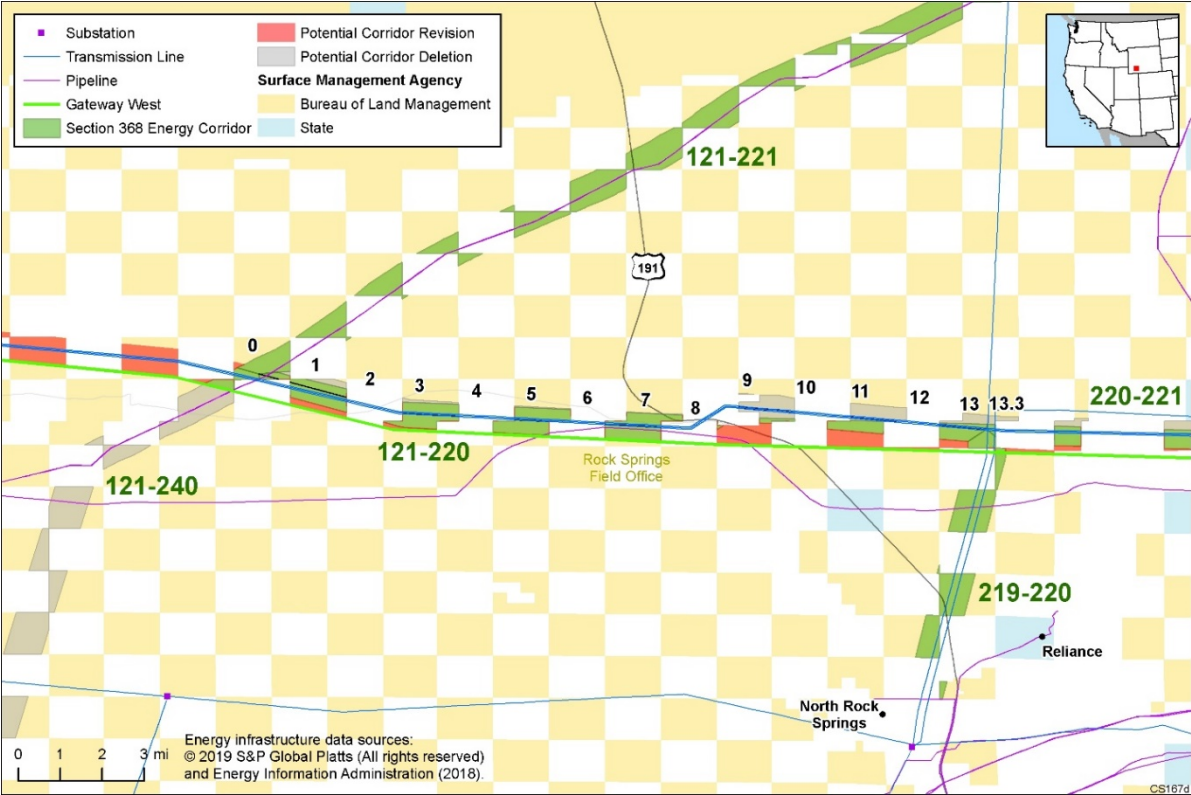 Substation
Transmission Line
Pipeline
Gateway West
Section 368 Energy Corridor
Potential Corridor Revision
Potential Corridor Deletion
Surface Management Agency
Bureau of Land Management
State
121-221
191
0
1
2
3
4
5
6
7
8
9
10
11
12
13
13.3
220-221
121-220
Rock Springs
Field Office
121-240
219-220
Reliance
North Rock
Springs
0 1 2 3 mi
Energy infrastructure data sources:
© 2019 S&P Global Platts (All rights reserved)
and Energy Information Administration (2018).
CS167d